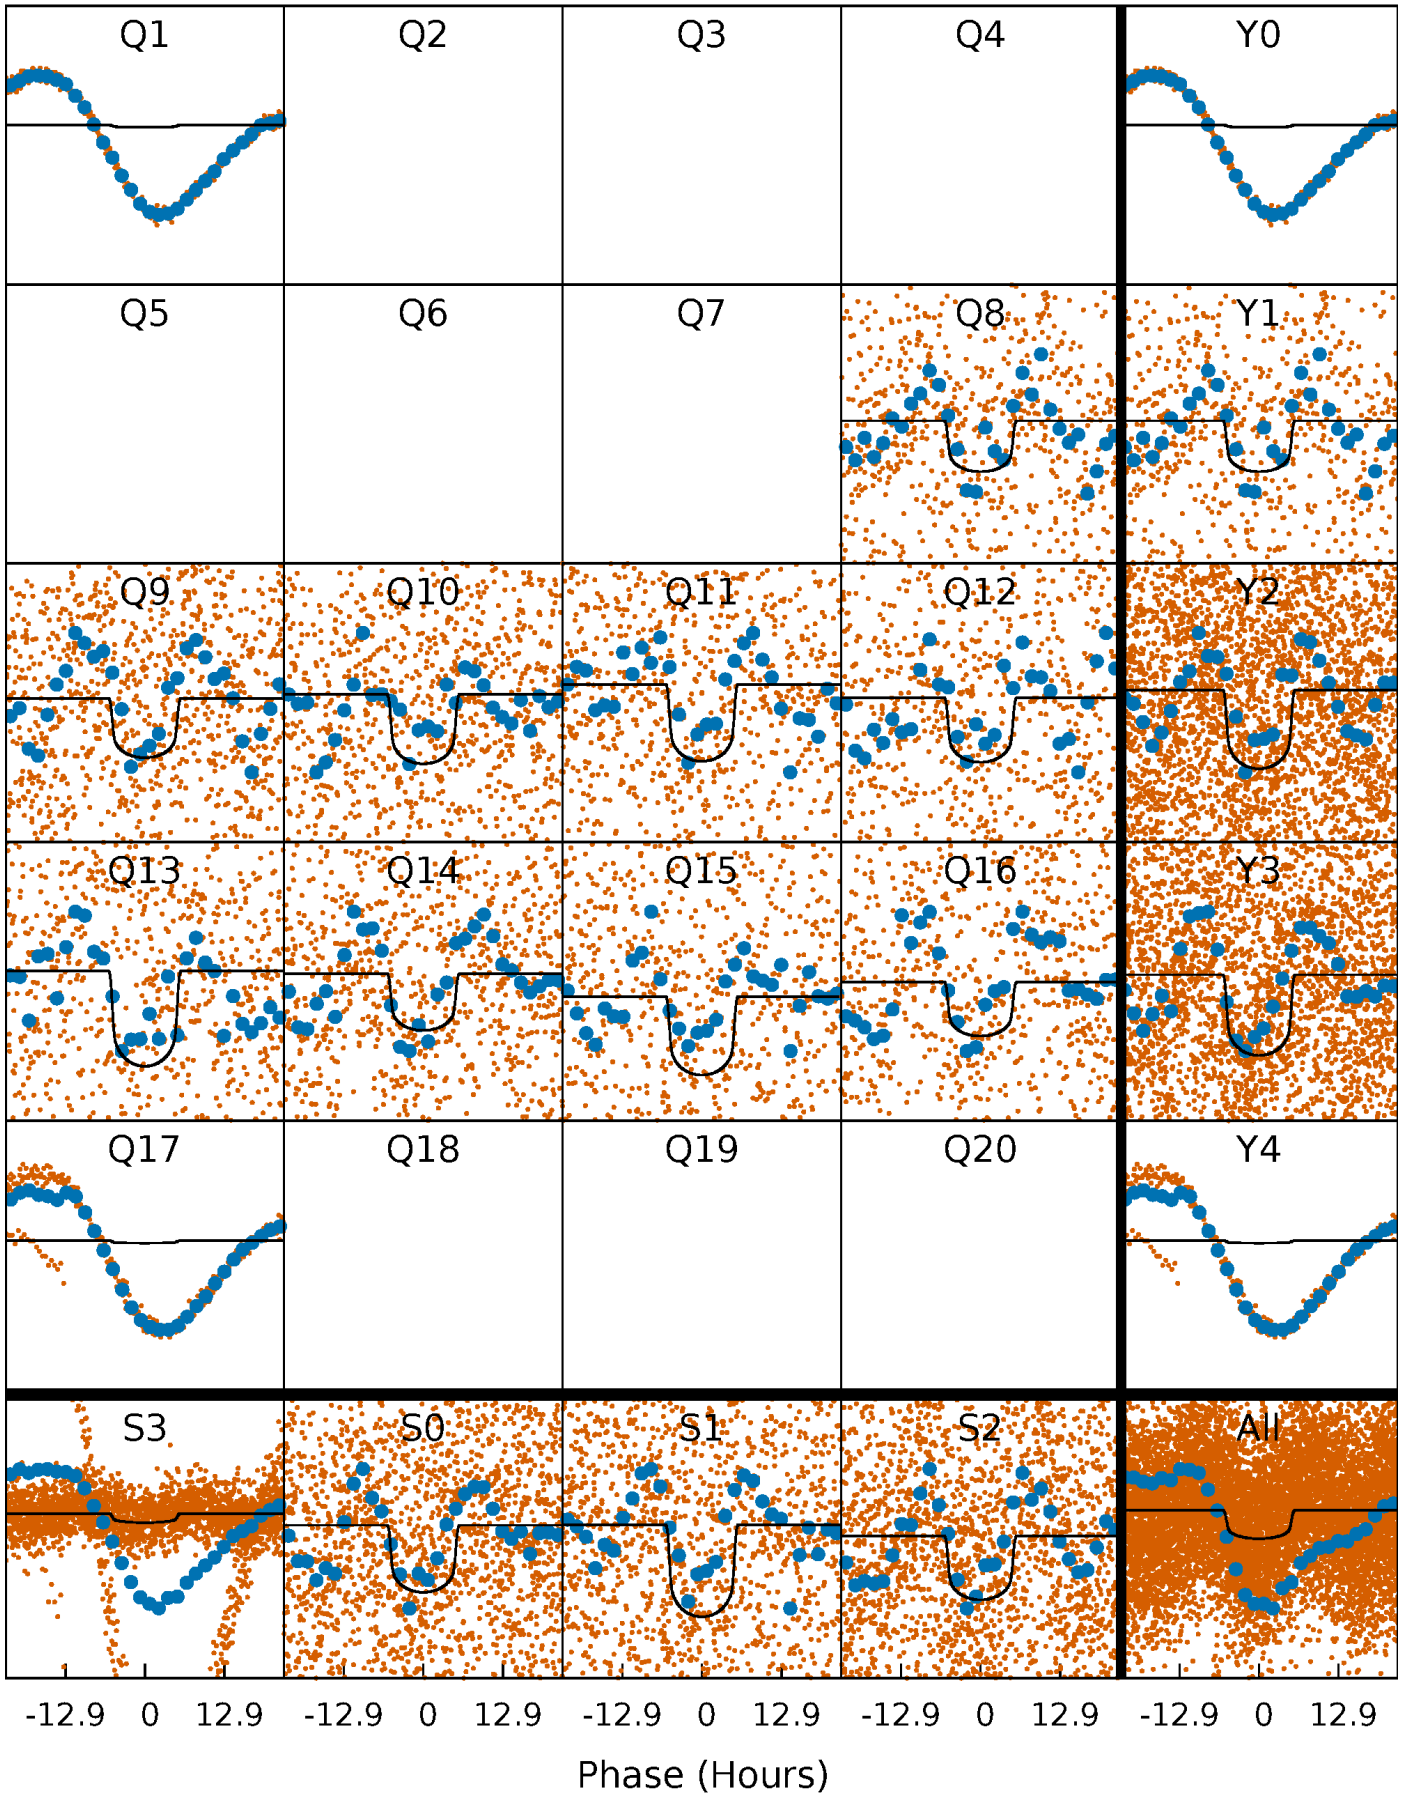 Q1 Q2 Q3 Q4 Y0
Q5 Q6 Q7 Q8 Y1
Q9 Q10 Q11 Q12 Y2
Q13 Q14 Q15 Q16 Y3
Q17 Q18 Q19 Q20 Y4
S3 S0 S1 S2 All
-12.9 0 12.9 -12.9 0 12.9 -12.9 0 12.9 -12.9 0 12.9 -12.9 0 12.9
Phase (Hours)